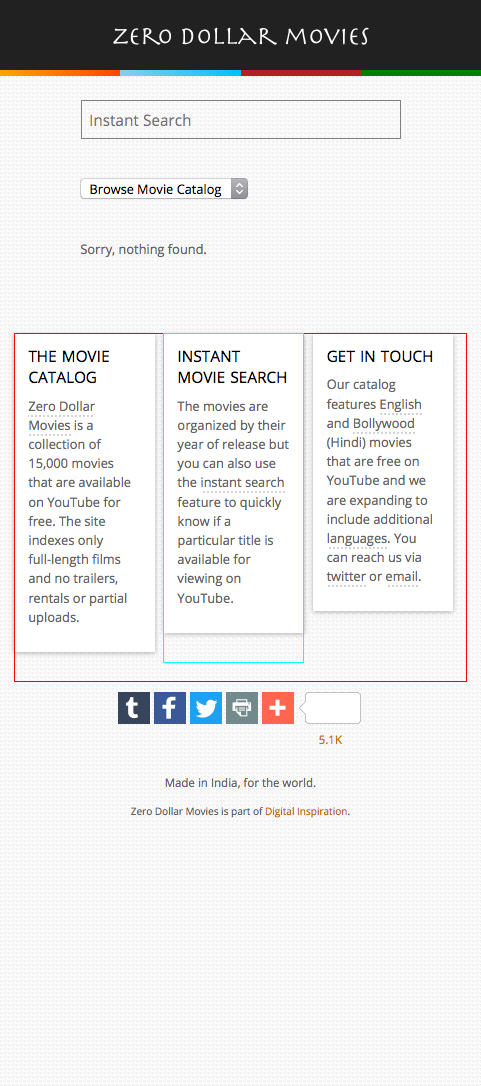 ZERO DOLLAR MOVIES
Instant Search
Browse Movie Catalog
Sorry, nothing found.
THE MOVIE
CATALOG
Zero Dollar
Movies is a
collection of
15,000 movies
that are available
on YouTube for
free. The site
indexes only
full-length films
and no trailers,
rentals or partial
uploads.
INSTANT
MOVIE SEARCH
The movies are
organized by their
year of release but
you can also use
the instant search
feature to quickly
know if a
particular title is
available for
viewing on
YouTube.
GET IN TOUCH
Our catalog
features English
and Bollywood
(Hindi) movies
that are free on
YouTube and we
are expanding to
include additional
languages. You
can reach us via
twitter or email.
5.1K
Made in India, for the world.
Zero Dollar Movies is part of Digital Inspiration.